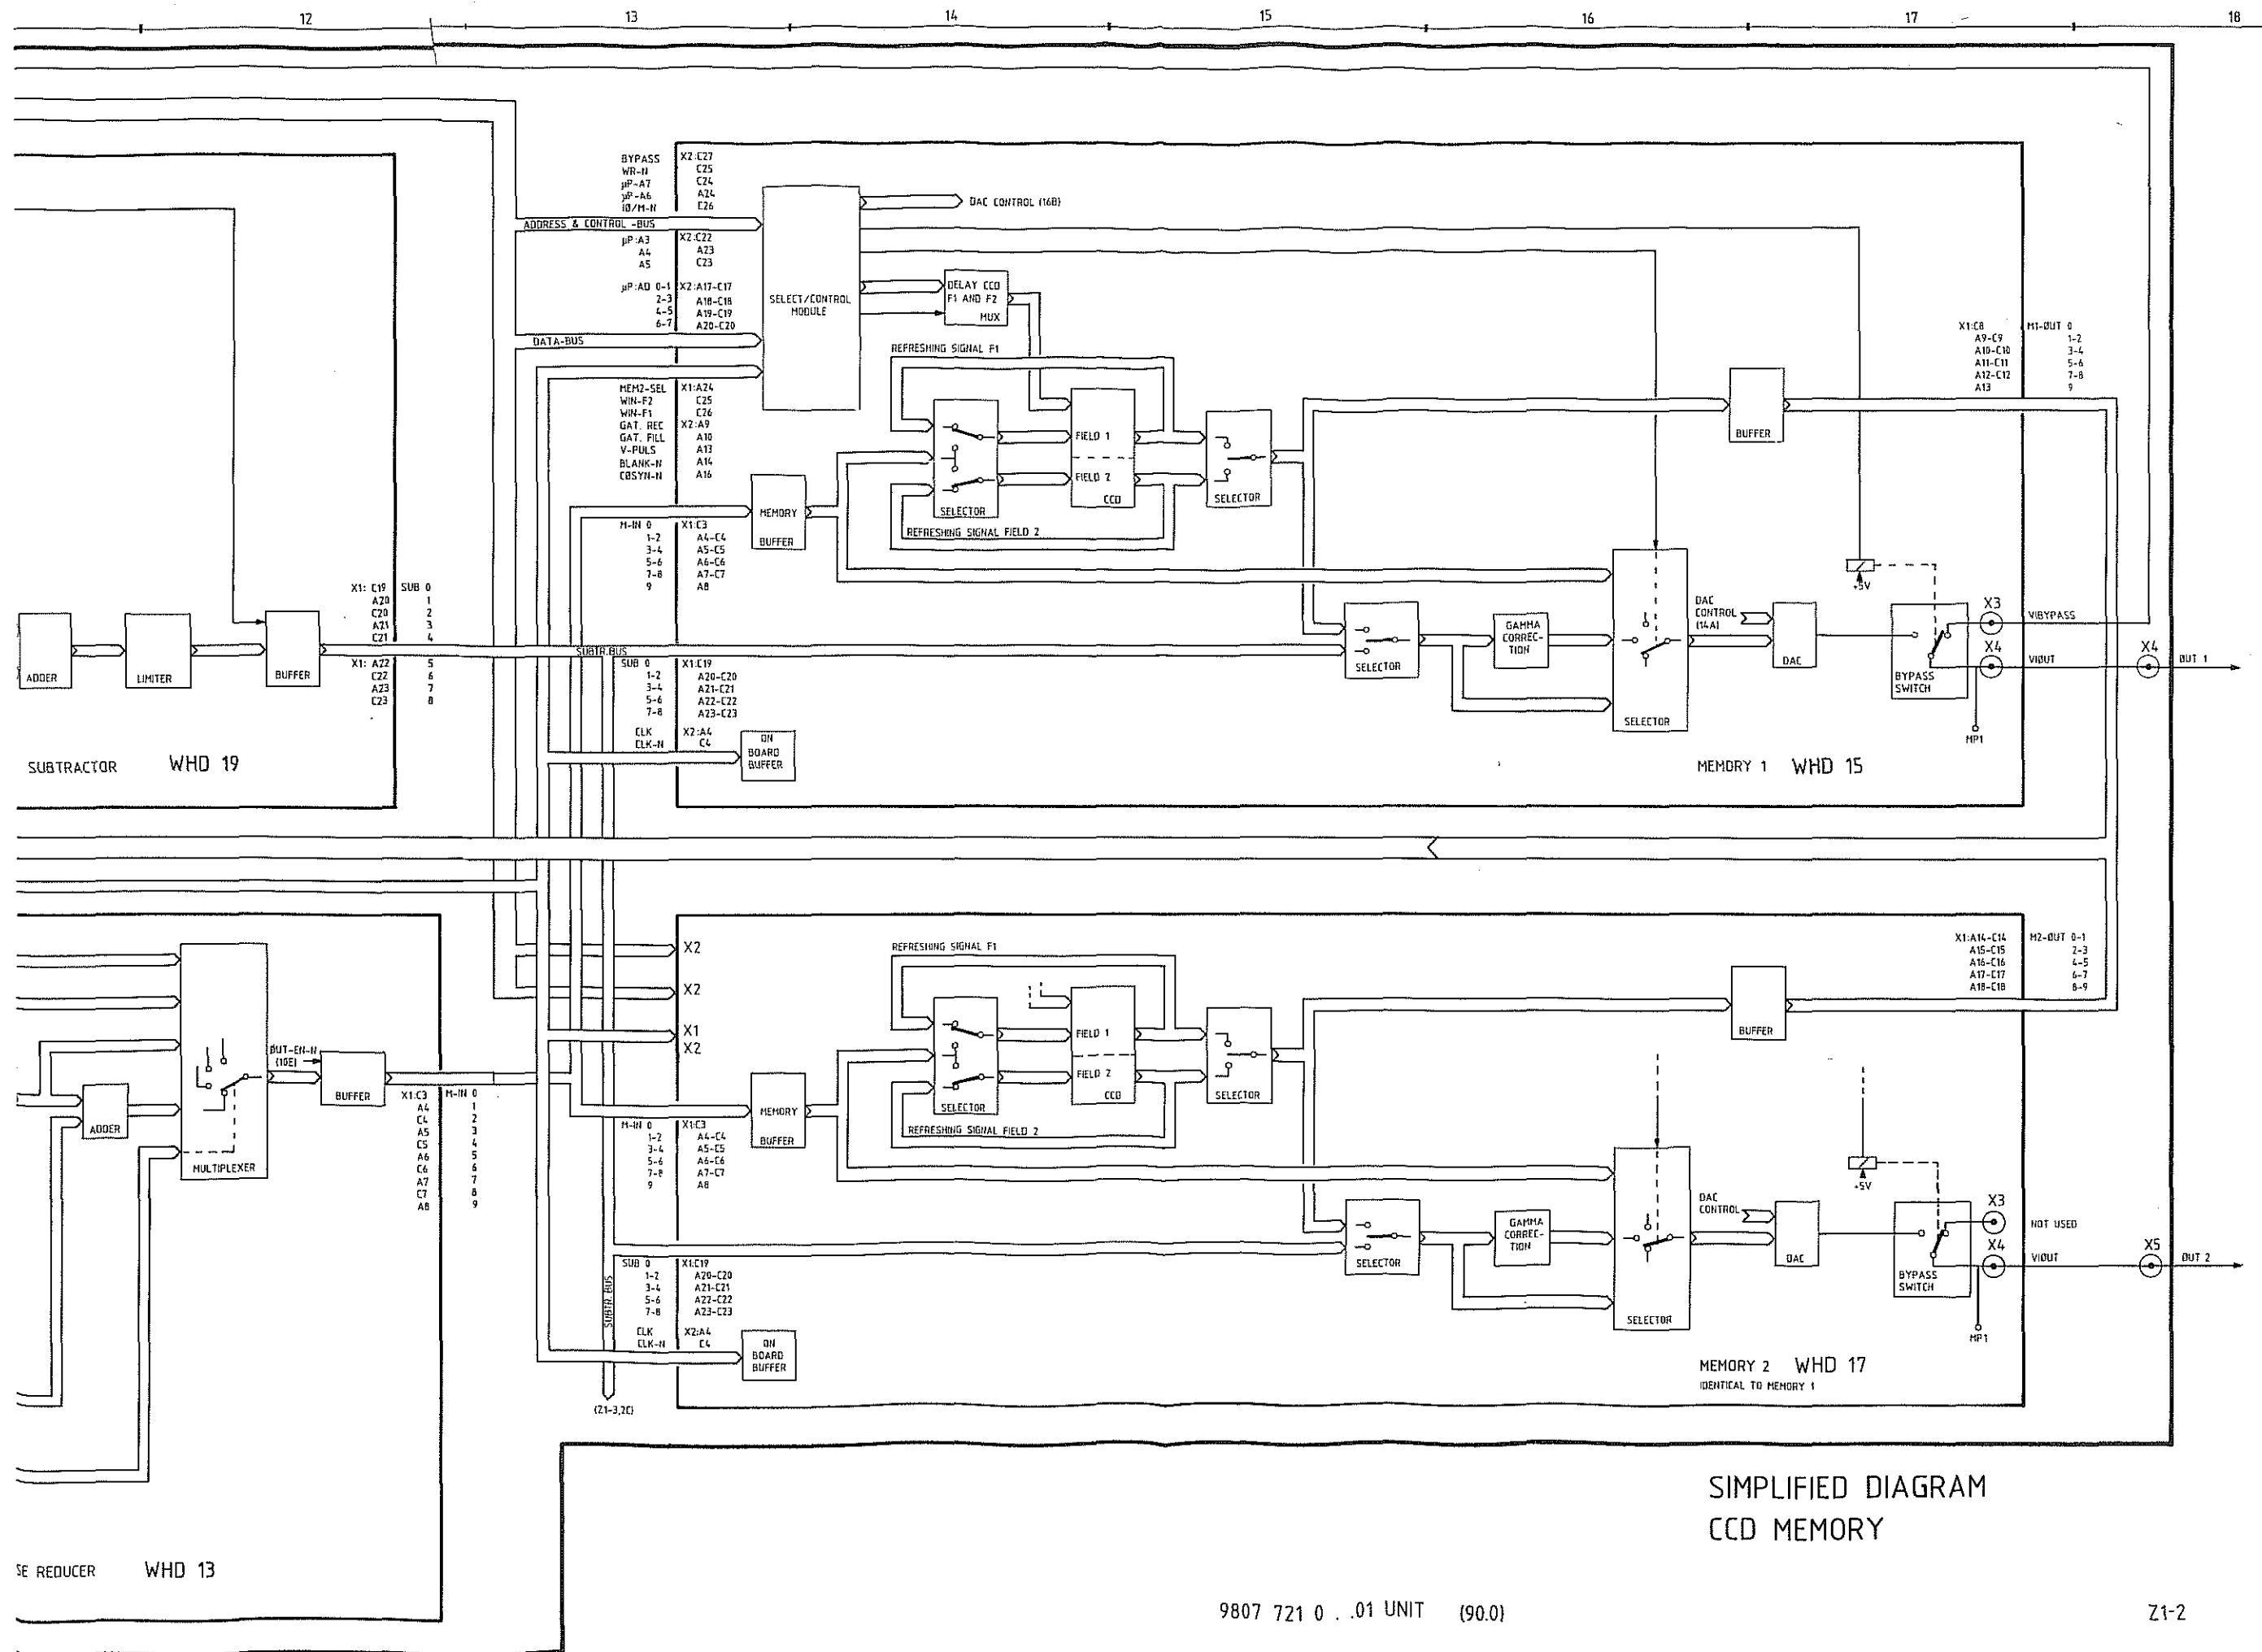 12 13 14 15 16 17 18
BYPASS X2:C27
WR-N C25
µP-A7 C24
µP-A6 A24
IØ/M-N C26
ADDRESS & CONTROL -BUS
µP:A3 X2:C22
A4 A23
A5 C23
µP:AD 0-1 X2:A17-C17
2-3 A18-C18
4-5 A19-C19
6-7 A20-C20
DATA-BUS
MEM2-SEL X1:A24
WIN-F2 C25
WIN-F1 C26
GAT. REC X2:A9
GAT. FILL A10
V-PULS A13
BLANK-N A14
CØSYN-N A16
SELECT/CONTROL
MODULE
DAC CONTROL (16B)
DELAY CCD
F1 AND F2
MUX
REFRESHING SIGNAL F1
FIELD 1
FIELD 2
CCD
SELECTOR
SELECTOR
REFRESHING SIGNAL FIELD 2
MEMORY
BUFFER
M-IN 0 X1:C3
1-2 A4-C4
3-4 A5-C5
5-6 A6-C6
7-8 A7-C7
9 A8
BUFFER
X1:C8 M1-ØUT 0
A9-C9 1-2
A10-C10 3-4
A11-C11 5-6
A12-C12 7-8
A13 9
ADDER
LIMITER
BUFFER
X1: C19 SUB 0
A20 1
C20 2
A21 3
C21 4
X1: A22 5
C22 6
A23 7
C23 8
SUBTR.BUS
SUB 0 X1:C19
1-2 A20-C20
3-4 A21-C21
5-6 A22-C22
7-8 A23-C23
CLK X2:A4
CLK-N C4
ON
BOARD
BUFFER
SELECTOR
GAMMA
CORREC-
TION
SELECTOR
DAC
CONTROL
(14A)
DAC
+5V
BYPASS
SWITCH
X3
VIBYPASS
X4
VIØUT
X4
ØUT 1
MP1
SUBTRACTOR WHD 19
MEMORY 1 WHD 15
X2
X2
X1
X2
REFRESHING SIGNAL F1
FIELD 1
FIELD 2
CCD
SELECTOR
SELECTOR
REFRESHING SIGNAL FIELD 2
MEMORY
BUFFER
M-IN 0 X1:C3
1-2 A4-C4
3-4 A5-C5
5-6 A6-C6
7-8 A7-C7
9 A8
BUFFER
X1:A14-C14 M2-ØUT 0-1
A15-C15 2-3
A16-C16 4-5
A17-C17 6-7
A18-C18 8-9
ADDER
MULTIPLEXER
ØUT-EN-N
(10E)
BUFFER
X1:C3 M-IN 0
A4 1
C4 2
A5 3
C5 4
A6 5
C6 6
A7 7
C7 8
A8 9
SUBTR. BUS
SUB 0 X1:C19
1-2 A20-C20
3-4 A21-C21
5-6 A22-C22
7-8 A23-C23
CLK X2:A4
CLK-N C4
ON
BOARD
BUFFER
(Z1-3,2C)
SELECTOR
GAMMA
CORREC-
TION
SELECTOR
DAC
CONTROL
DAC
+5V
BYPASS
SWITCH
X3
NOT USED
X4
VIØUT
X5
ØUT 2
MP1
MEMORY 2 WHD 17
IDENTICAL TO MEMORY 1
SIMPLIFIED DIAGRAM
CCD MEMORY
SE REDUCER WHD 13
9807 721 0 . .01 UNIT (90.0)
Z1-2